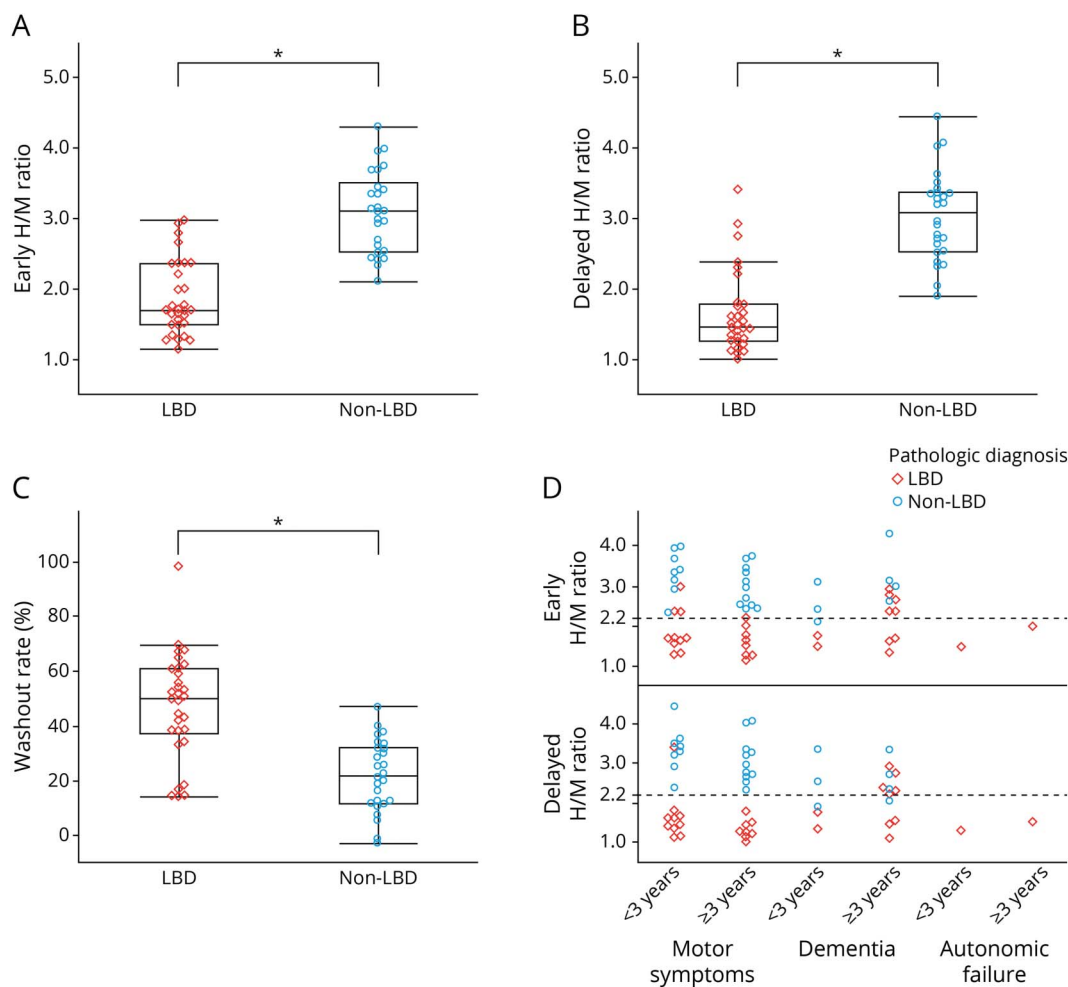 A
*
Early H/M ratio
5.0
4.0
3.0
2.0
1.0
LBD
Non-LBD
B
*
Delayed H/M ratio
5.0
4.0
3.0
2.0
1.0
LBD
Non-LBD
C
*
Washout rate (%)
100
80
60
40
20
0
LBD
Non-LBD
D
Pathologic diagnosis
LBD
Non-LBD
Early
H/M ratio
4.0
3.0
2.2
1.0
Delayed
H/M ratio
4.0
3.0
2.2
1.0
<3 years
≥3 years
<3 years
≥3 years
<3 years
≥3 years
Motor
symptoms
Dementia
Autonomic
failure